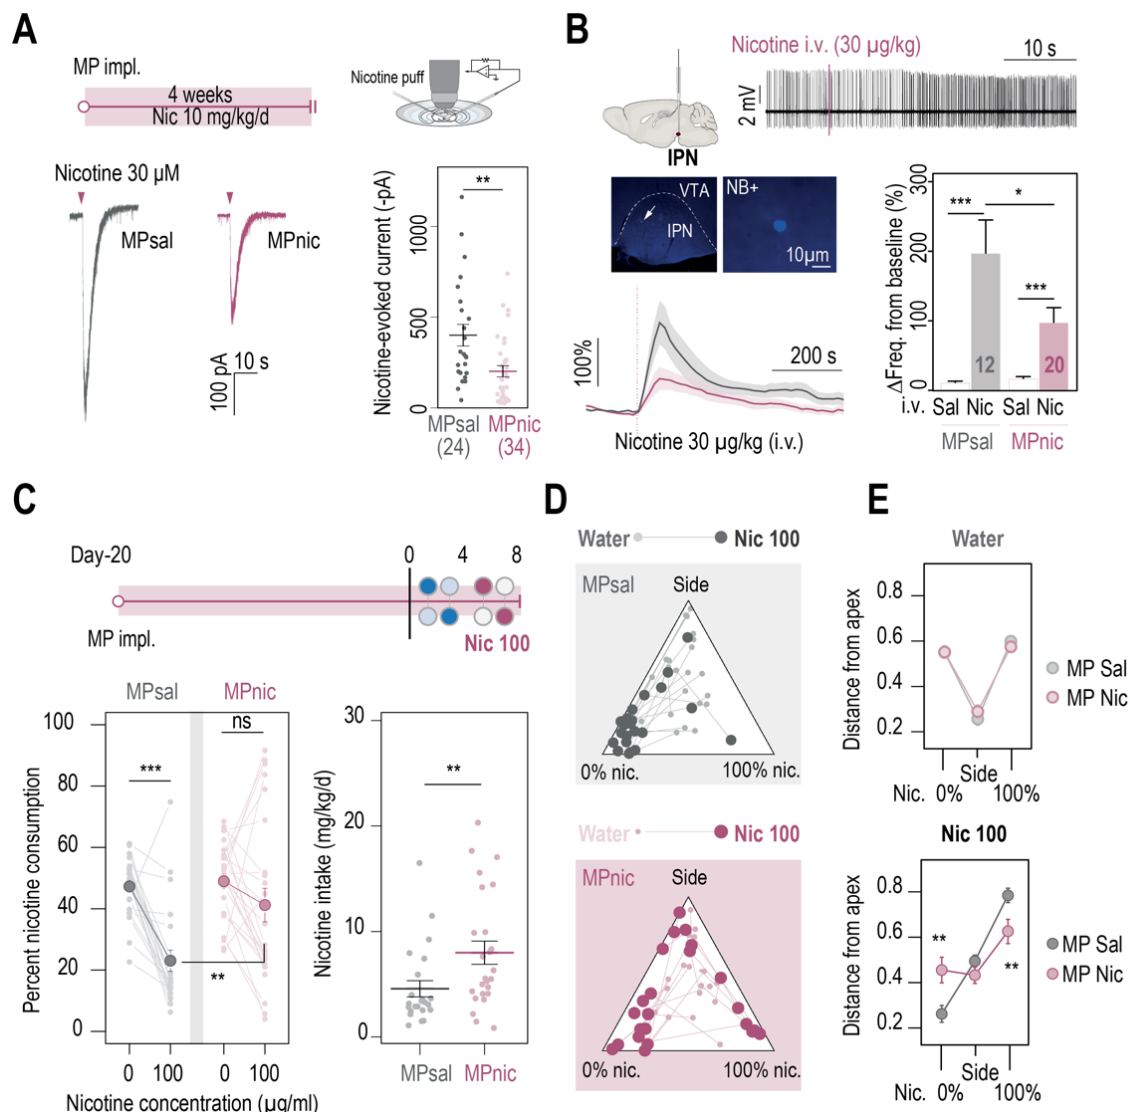 A
MP impl.
4 weeks
Nic 10 mg/kg/d
Nicotine puff
Nicotine 30 µM
MPsal
MPnic
10 s
100 pA
Nicotine-evoked current (-pA)
1000
500
0
**
MPsal
(24)
MPnic
(34)
B
Nicotine i.v. (30 µg/kg)
10 s
2 mV
IPN
VTA
IPN
NB+
10µm
100%
200 s
Nicotine 30 µg/kg (i.v.)
ΔFreq. from baseline (%)
300
200
100
0
***
*
***
12
20
i.v. Sal Nic Sal Nic
MPsal
MPnic
C
Day-20
0 4 8
MP impl.
Nic 100
MPsal
MPnic
ns
***
**
Percent nicotine consumption
100
80
60
40
20
0
0 100 0 100
Nicotine concentration (µg/ml)
Nicotine intake (mg/kg/d)
30
20
10
0
**
MPsal MPnic
D
Water Nic 100
MPsal
Side
0% nic.
100% nic.
Water Nic 100
MPnic
Side
0% nic.
100% nic.
E
Water
Distance from apex
0.8
0.6
0.4
0.2
MP Sal
MP Nic
Side
Nic. 0% 100%
Nic 100
Distance from apex
0.8
0.6
0.4
0.2
**
**
MP Sal
MP Nic
Side
Nic. 0% 100%